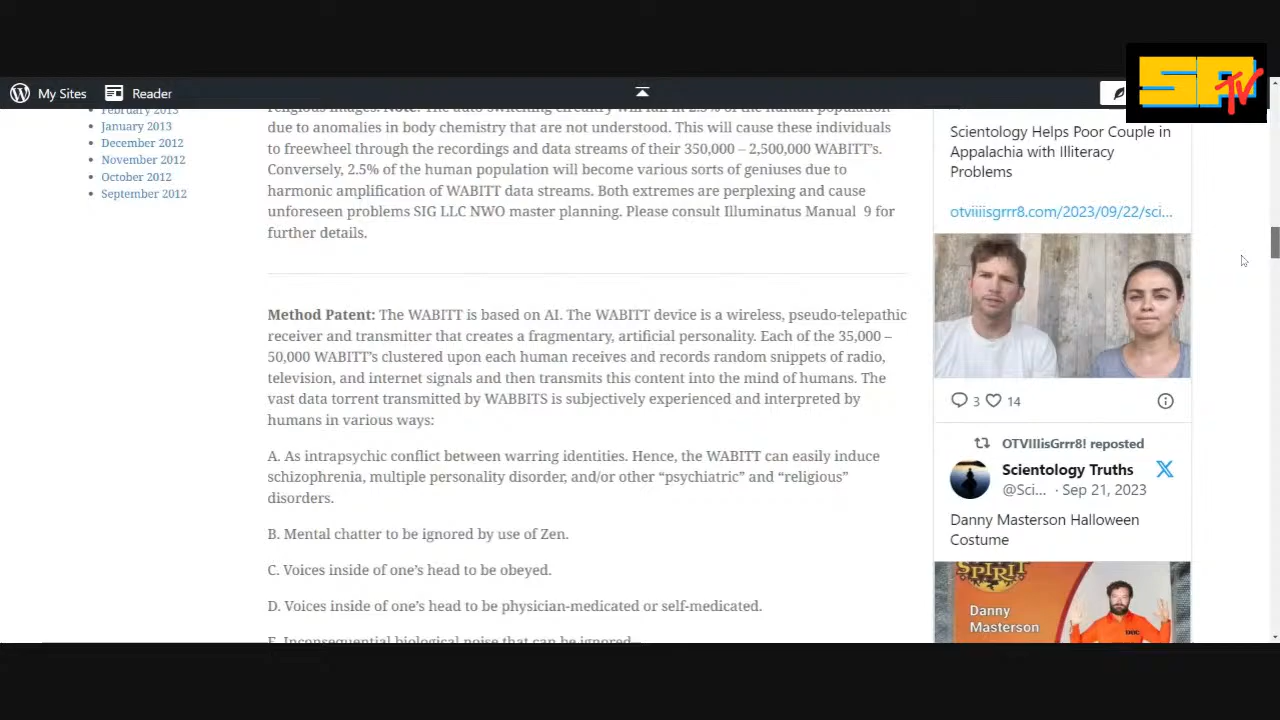 My Sites
Reader
SPTV
February 2013
January 2013
December 2012
November 2012
October 2012
September 2012
religious images. Note: The auto-switching circuitry will fail in 2.5% of the human population
due to anomalies in body chemistry that are not understood. This will cause these individuals
to freewheel through the recordings and data streams of their 350,000 – 2,500,000 WABITT's.
Conversely, 2.5% of the human population will become various sorts of geniuses due to
harmonic amplification of WABITT data streams. Both extremes are perplexing and cause
unforeseen problems SIG LLC NWO master planning. Please consult Illuminatus Manual 9 for
further details.
Method Patent: The WABITT is based on AI. The WABITT device is a wireless, pseudo-telepathic
receiver and transmitter that creates a fragmentary, artificial personality. Each of the 35,000 –
50,000 WABITT's clustered upon each human receives and records random snippets of radio,
television, and internet signals and then transmits this content into the mind of humans. The
vast data torrent transmitted by WABBITS is subjectively experienced and interpreted by
humans in various ways:
A. As intrapsychic conflict between warring identities. Hence, the WABITT can easily induce
schizophrenia, multiple personality disorder, and/or other “psychiatric” and “religious”
disorders.
B. Mental chatter to be ignored by use of Zen.
C. Voices inside of one's head to be obeyed.
D. Voices inside of one's head to be physician-medicated or self-medicated.
E. Inconsequential biological noise that can be ignored–
Scientology Helps Poor Couple in
Appalachia with Illiteracy
Problems
otviiiisgrrr8.com/2023/09/22/sci...
3 14
OTVIIIisGrrr8! reposted
Scientology Truths
@Sci... · Sep 21, 2023
Danny Masterson Halloween
Costume
SPIRIT
Danny
Masterson